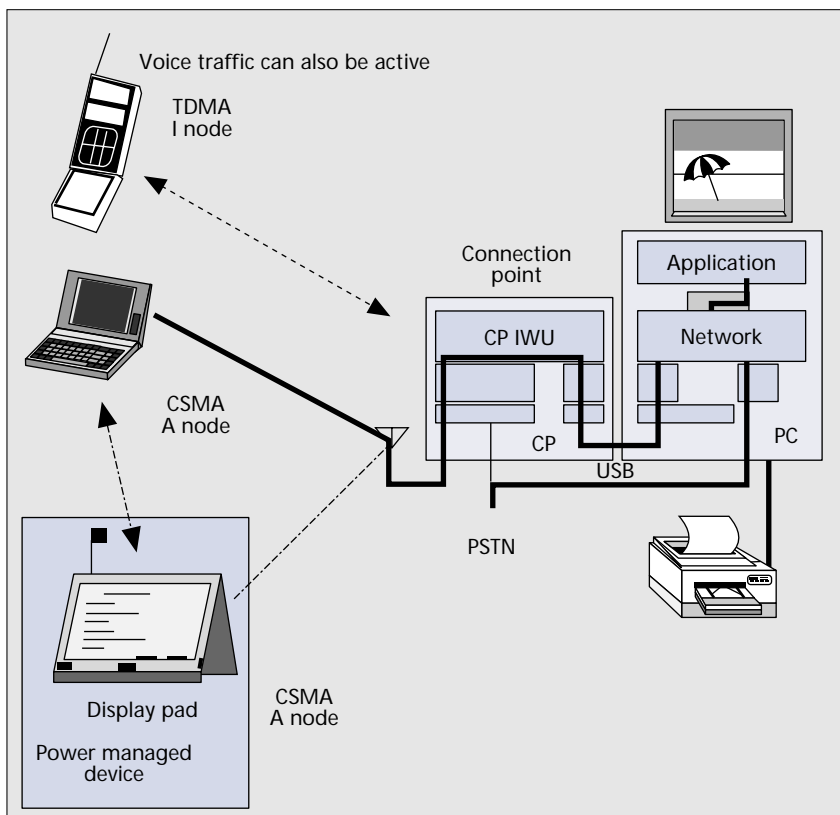 Voice traffic can also be active
TDMA
I node
Connection
point
Application
CP IWU
Network
CSMA
A node
CP
PC
USB
PSTN
CSMA
A node
Display pad
Power managed
device